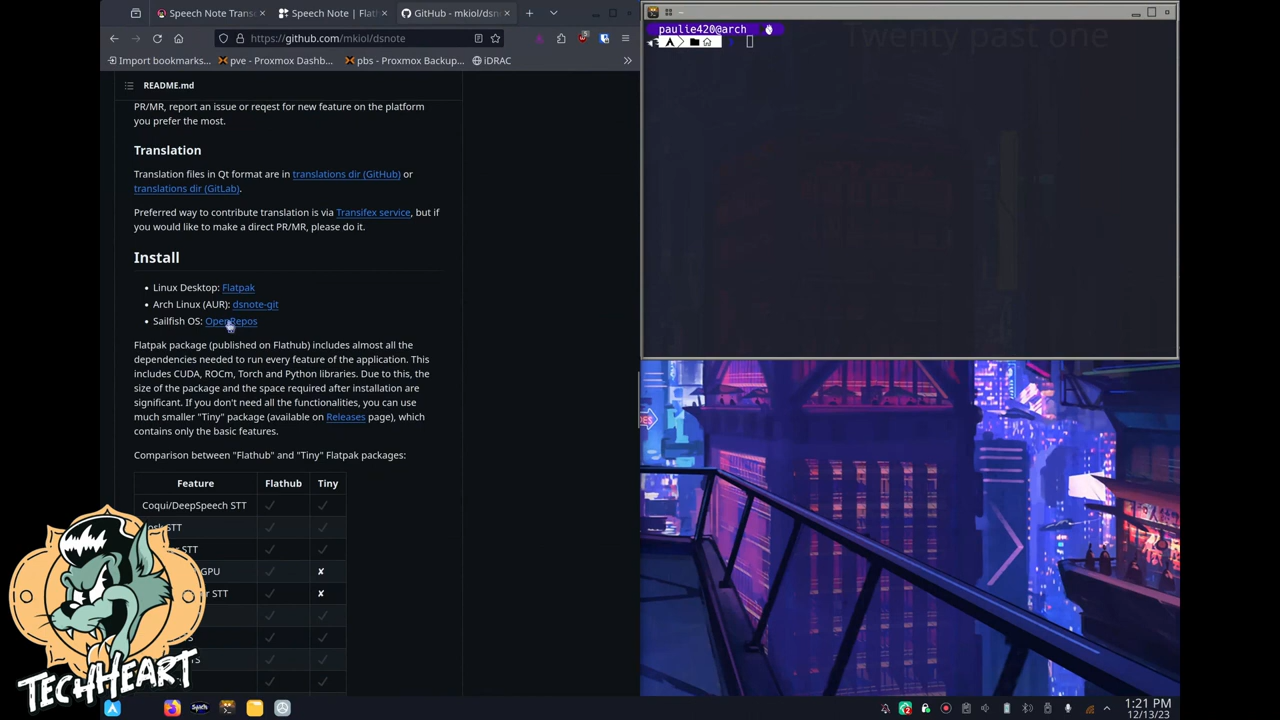 Speech Note Trans
Speech Note | Flat
GitHub - mkiol/dsno
https://github.com/mkiol/dsnote
Import bookmarks...
pve - Proxmox Dashb...
pbs - Proxmox Backup...
iDRAC
README.md
PR/MR, report an issue or reqest for new feature on the platform
you prefer the most.
Translation
Translation files in Qt format are in translations dir (GitHub) or
translations dir (GitLab).
Preferred way to contribute translation is via Transifex service, but if
you would like to make a direct PR/MR, please do it.
Install
• Linux Desktop: Flatpak
• Arch Linux (AUR): dsnote-git
• Sailfish OS: OpenRepos
Flatpak package (published on Flathub) includes almost all the
dependencies needed to run every feature of the application. This
includes CUDA, ROCm, Torch and Python libraries. Due to this, the
size of the package and the space required after installation are
significant. If you don't need all the functionalities, you can use
much smaller "Tiny" package (available on Releases page), which
contains only the basic features.
Comparison between "Flathub" and "Tiny" Flatpak packages:
Feature Flathub Tiny
Coqui/DeepSpeech STT ✓ ✓
STT ✓ ✓
STT ✓ ✓
GPU ✓ ✘
STT ✓ ✘
✓ ✓
✓ ✓
✓ ✓
✓ ✓
TECHHEART
~
paulie420@arch
Twenty past one
1:21 PM
12/13/23